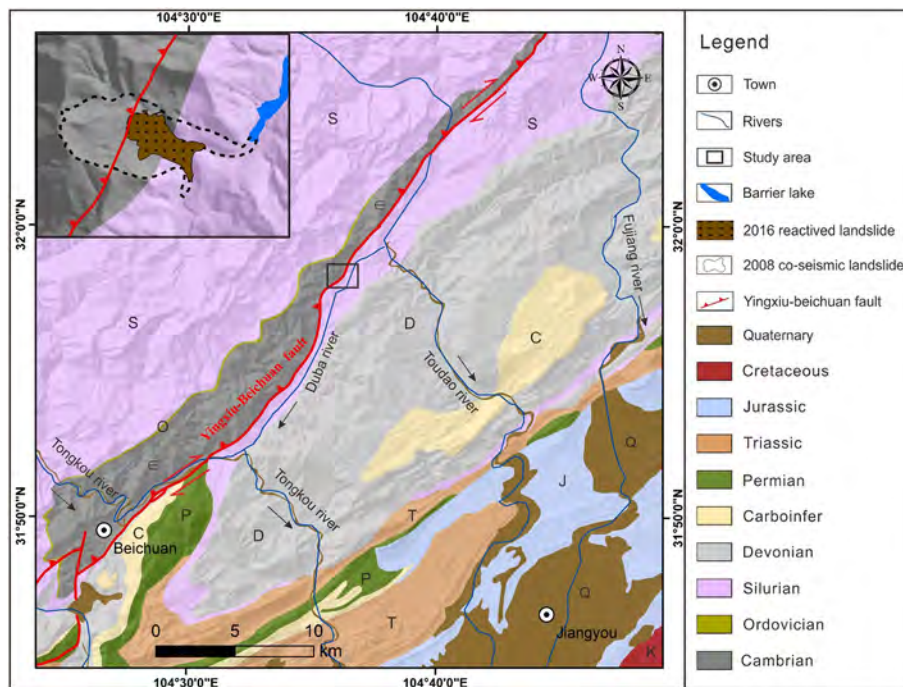 104°30'0"E
104°40'0"E
32°0'0"N
31°50'0"N
32°0'0"N
31°50'0"N
104°30'0"E
104°40'0"E
N
W
E
S
S
S
S
Є
Є
O
D
D
C
C
P
P
T
T
J
Q
Q
K
Fujiang river
Toudao river
Duba river
Yingxiu-Beichuan fault
Tongkou river
Tongkou river
Beichuan
Jiangyou
0 5 10
km
Legend
Town
Rivers
Study area
Barrier lake
2016 reactived landslide
2008 co-seismic landslide
Yingxiu-beichuan fault
Quaternary
Cretaceous
Jurassic
Triassic
Permian
Carboinfer
Devonian
Silurian
Ordovician
Cambrian